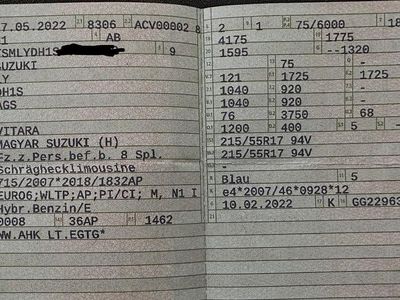 7.05.2022 8306 ACV00002 8
M1 AB
TSMLYDH1S 9
SUZUKI
LY
DH1S
AGS
VITARA
MAGYAR SUZUKI (H)
Fz.z.Pers.bef.b. 8 Spl.
Schräghecklimousine
715/2007*2018/1832AP
EURO6;WLTP;AP;PI/CI; M, N1 I
Hybr.Benzin/E
0008 36AP 1462
WW.AHK LT.EGTG*
2 1 75/6000 18
4175 1775
1595 --1320
75 -
121 1725 1725
1040 920 -
1040 920 -
76 3750 68
1200 400 5 -
215/55R17 94V
215/55R17 94V
-
Blau 5
e4*2007/46*0928*12
10.02.2022 K GG22963